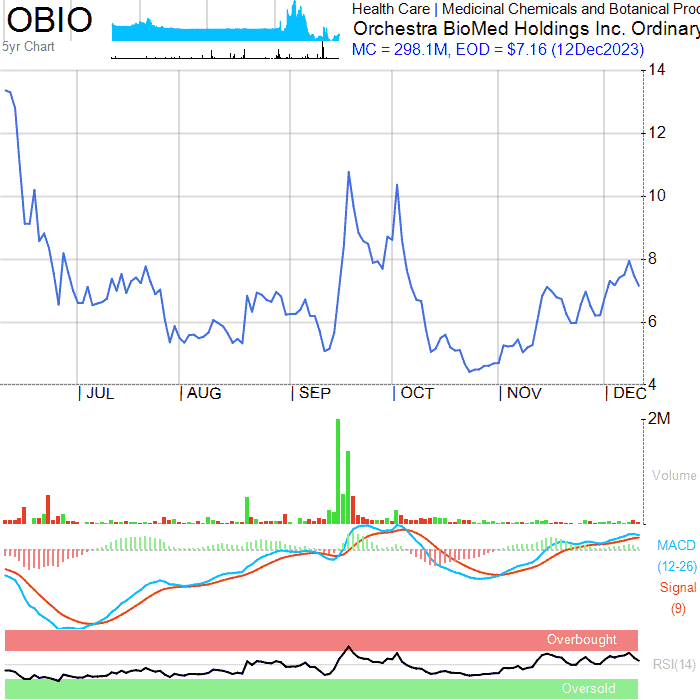 OBIO
5yr Chart
Health Care | Medicinal Chemicals and Botanical Prod
Orchestra BioMed Holdings Inc. Ordinary
MC = 298.1M, EOD = $7.16 (12Dec2023)
14
12
10
8
6
4
| JUL | AUG | SEP | OCT | NOV | DEC
2M
Volume
MACD
(12-26)
Signal
(9)
Overbought
RSI(14)
Oversold